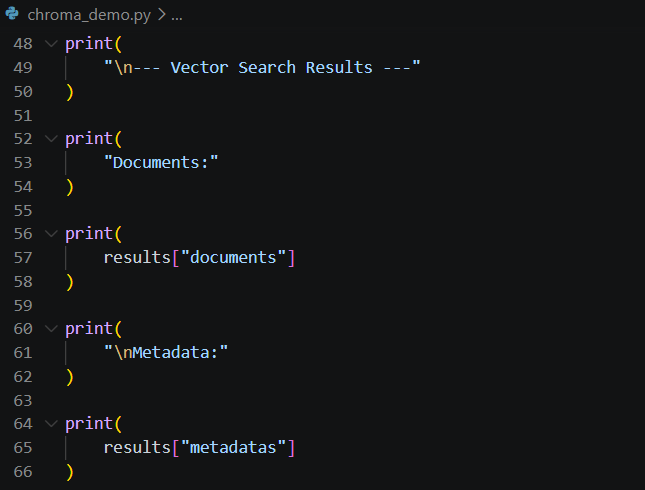 chroma_demo.py > ...
48 print(
49     "\n--- Vector Search Results ---"
50 )
51
52 print(
53     "Documents:"
54 )
55
56 print(
57     results["documents"]
58 )
59
60 print(
61     "\nMetadata:"
62 )
63
64 print(
65     results["metadatas"]
66 )